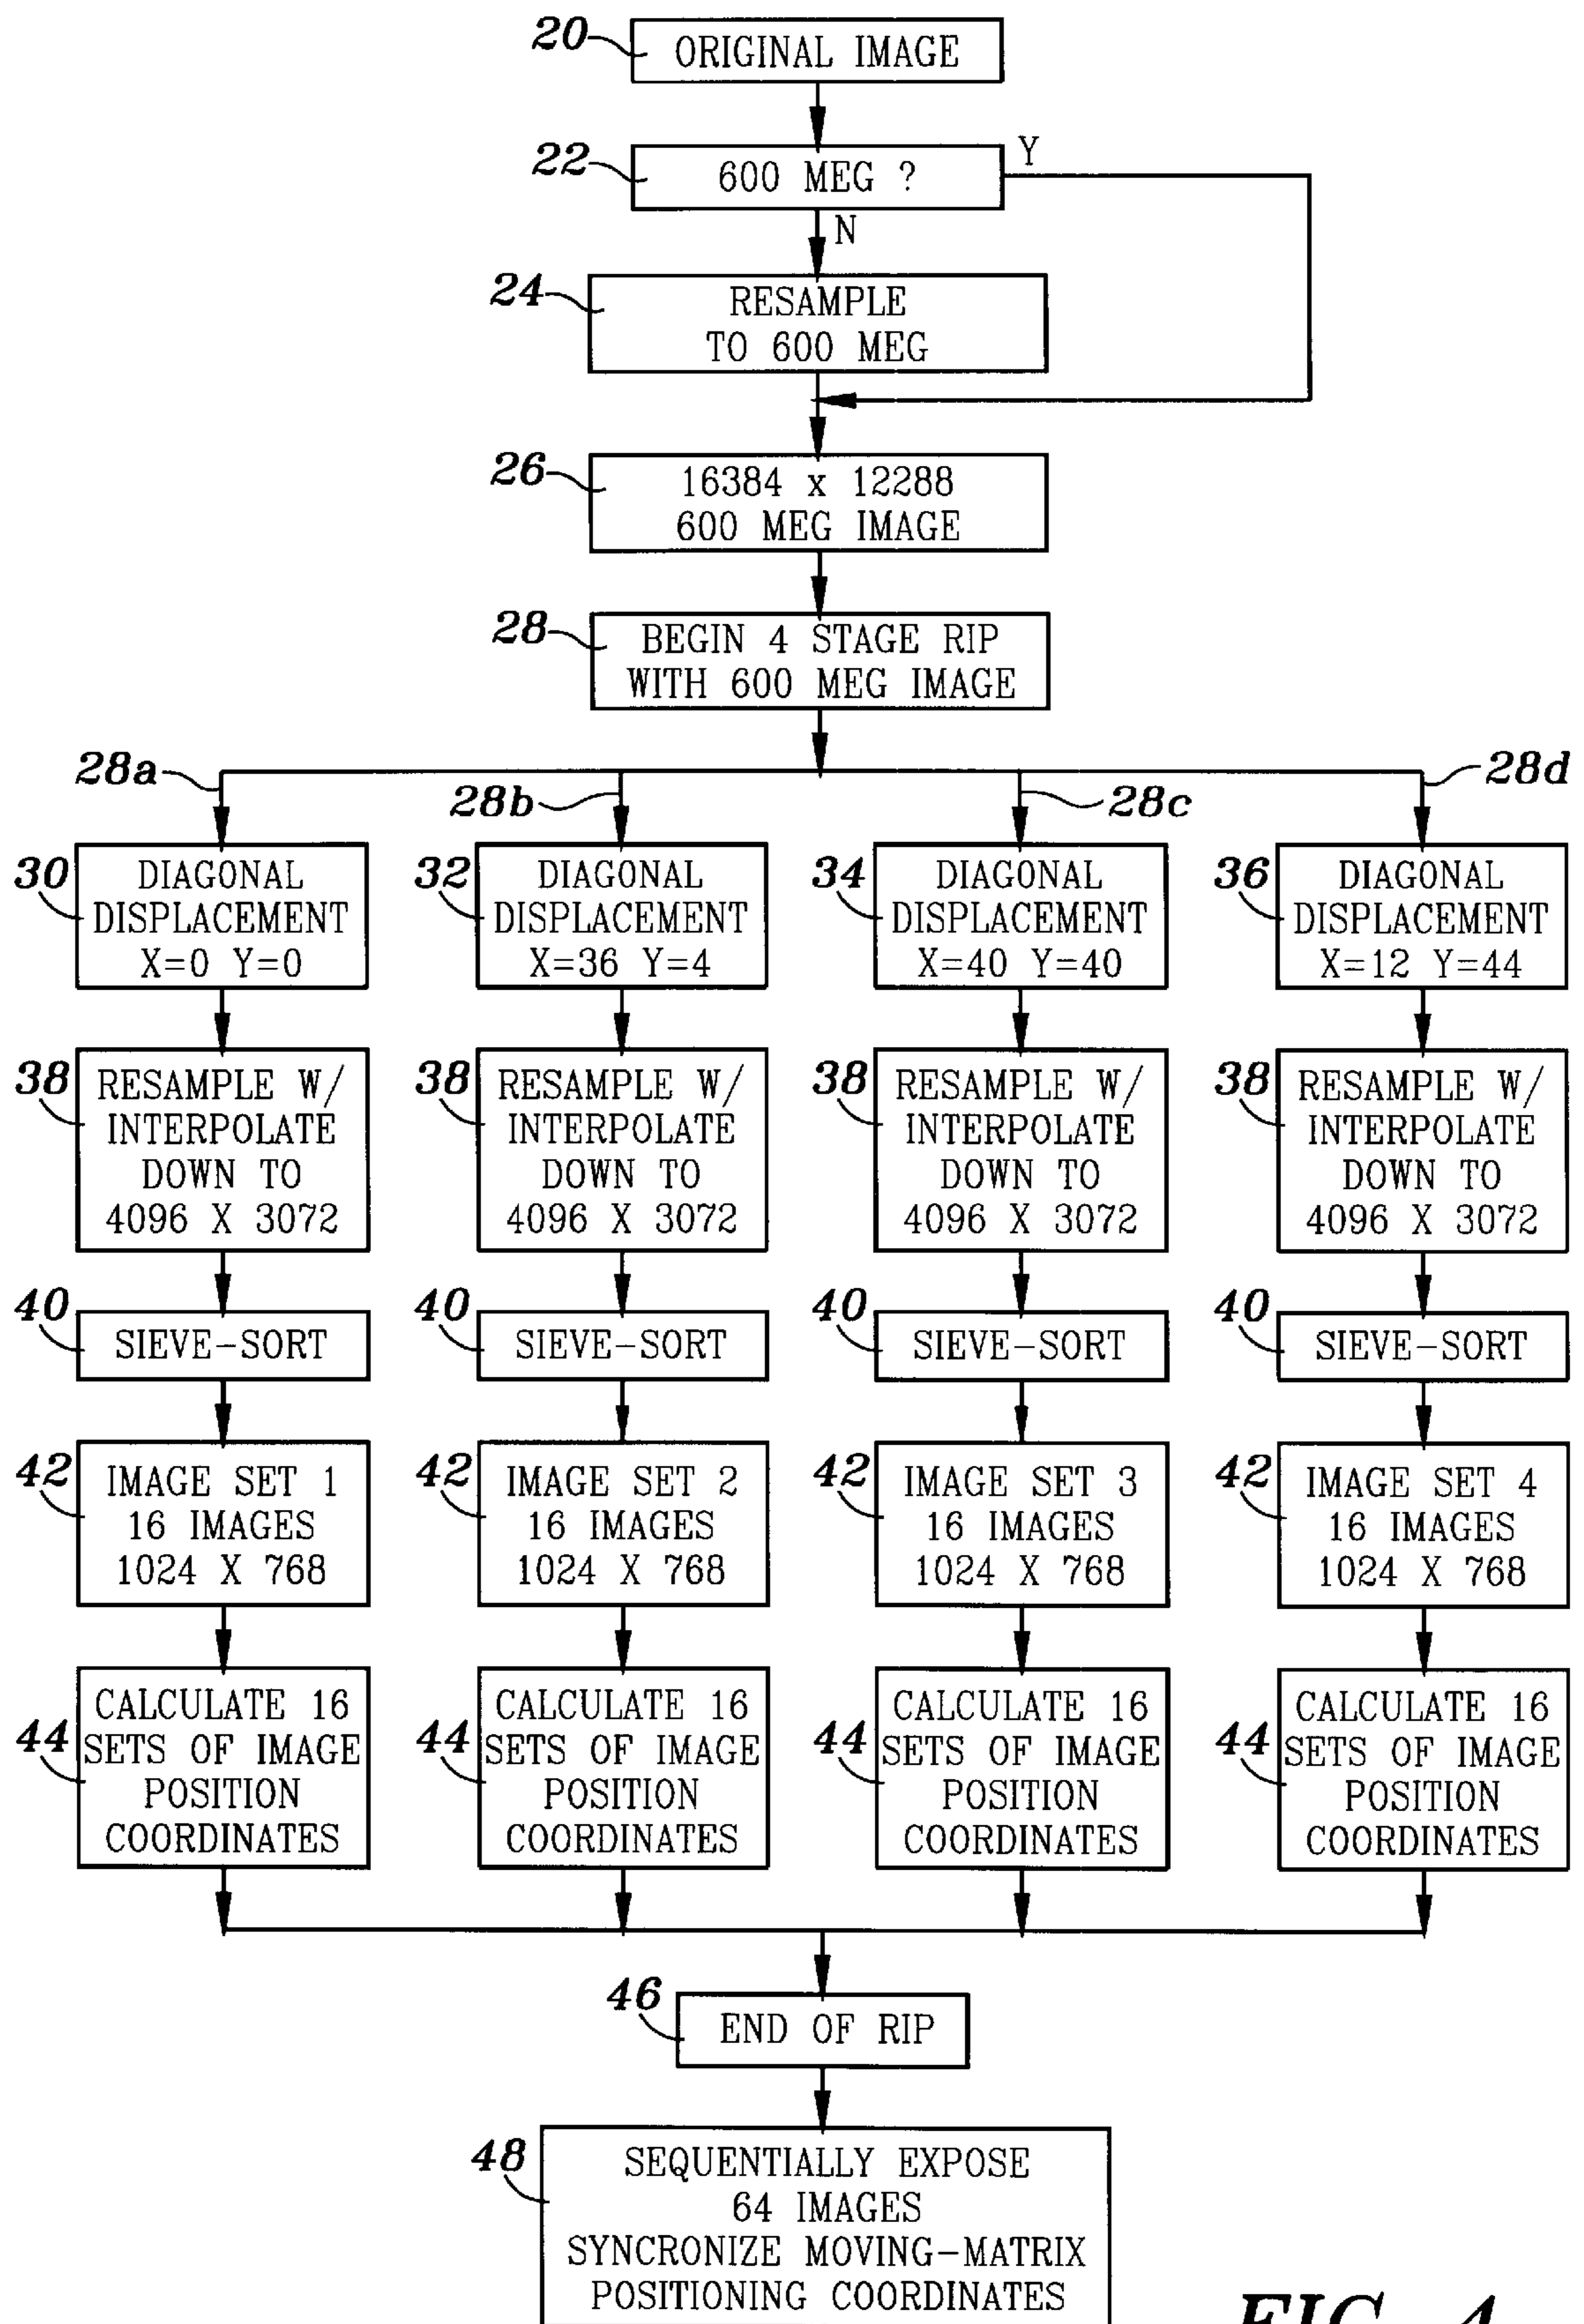 20
ORIGINAL IMAGE
22
600 MEG ?
Y
N
24
RESAMPLE
TO 600 MEG
26
16384 x 12288
600 MEG IMAGE
28
BEGIN 4 STAGE RIP
WITH 600 MEG IMAGE
28a
28b
28c
28d
30
DIAGONAL
DISPLACEMENT
X=0 Y=0
32
DIAGONAL
DISPLACEMENT
X=36 Y=4
34
DIAGONAL
DISPLACEMENT
X=40 Y=40
36
DIAGONAL
DISPLACEMENT
X=12 Y=44
38
RESAMPLE W/
INTERPOLATE
DOWN TO
4096 X 3072
38
RESAMPLE W/
INTERPOLATE
DOWN TO
4096 X 3072
38
RESAMPLE W/
INTERPOLATE
DOWN TO
4096 X 3072
38
RESAMPLE W/
INTERPOLATE
DOWN TO
4096 X 3072
40
SIEVE-SORT
40
SIEVE-SORT
40
SIEVE-SORT
40
SIEVE-SORT
42
IMAGE SET 1
16 IMAGES
1024 X 768
42
IMAGE SET 2
16 IMAGES
1024 X 768
42
IMAGE SET 3
16 IMAGES
1024 X 768
42
IMAGE SET 4
16 IMAGES
1024 X 768
44
CALCULATE 16
SETS OF IMAGE
POSITION
COORDINATES
44
CALCULATE 16
SETS OF IMAGE
POSITION
COORDINATES
44
CALCULATE 16
SETS OF IMAGE
POSITION
COORDINATES
44
CALCULATE 16
SETS OF IMAGE
POSITION
COORDINATES
46
END OF RIP
48
SEQUENTIALLY EXPOSE
64 IMAGES
SYNCRONIZE MOVING-MATRIX
POSITIONING COORDINATES
FIG. 4